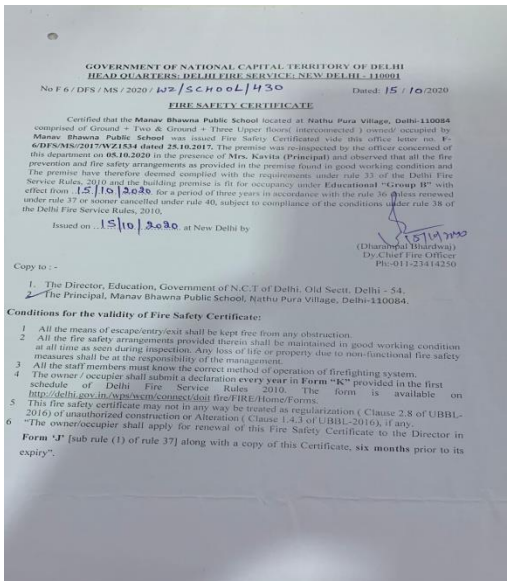 GOVERNMENT OF NATIONAL CAPITAL TERRITORY OF DELHI
HEAD QUARTERS: DELHI FIRE SERVICE: NEW DELHI - 110001
No F 6 / DFS / MS / 2020 / WZ/SCHOOL/430 Dated: 15 / 10 /2020
FIRE SAFETY CERTIFICATE
Certified that the Manav Bhawna Public School located at Nathu Pura Village, Delhi-110084
comprised of Ground + Two & Ground + Three Upper floors( interconnected ) owned/ occupied by
Manav Bhawna Public School was issued Fire Safety Certificated vide this office letter no. F-
6/DFS/MS//2017/WZ1534 dated 25.10.2017. The premise was re-inspected by the officer concerned of
this department on 05.10.2020 in the presence of Mrs. Kavita (Principal) and observed that all the fire
prevention and fire safety arrangements as provided in the premise found in good working condition and
The premise have therefore deemed complied with the requirements under rule 33 of the Delhi Fire
Service Rules, 2010 and the building premise is fit for occupancy under Educational "Group B" with
effect from 15/10/2020 for a period of three years in accordance with the rule 36 unless renewed
under rule 37 or sooner cancelled under rule 40, subject to compliance of the conditions under rule 38 of
the Delhi Fire Service Rules, 2010,
Issued on ..15/10/2020 at New Delhi by
15/10/2020
(Dharampal Bhardwaj)
Dy.Chief Fire Officer
Ph:-011-23414250
Copy to : -
1. The Director, Education, Government of N.C.T of Delhi, Old Sectt. Delhi - 54.
2. The Principal, Manav Bhawna Public School, Nathu Pura Village, Delhi-110084.
Conditions for the validity of Fire Safety Certificate:
1 All the means of escape/entry/exit shall be kept free from any obstruction.
2 All the fire safety arrangements provided therein shall be maintained in good working condition
at all time as seen during inspection. Any loss of life or property due to non-functional fire safety
measures shall be at the responsibility of the management.
3 All the staff members must know the correct method of operation of firefighting system.
4 The owner / occupier shall submit a declaration every year in Form "K" provided in the first
schedule of Delhi Fire Service Rules 2010. The form is available on
http://delhi.gov.in/wps/wcm/connect/doit fire/FIRE/Home/Forms.
5 This fire safety certificate may not in any way be treated as regularization ( Clause 2.8 of UBBL-
2016) of unauthorized construction or Alteration ( Clause 1.4.3 of UBBL-2016), if any.
6 "The owner/occupier shall apply for renewal of this Fire Safety Certificate to the Director in
Form 'J' [sub rule (1) of rule 37] along with a copy of this Certificate, six months prior to its
expiry".